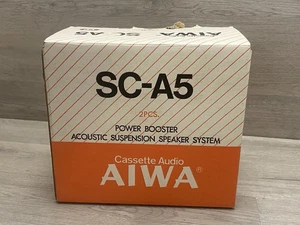 SC-A5
AIWA
SC-A5
2PCS.
POWER BOOSTER
ACOUSTIC SUSPENSION SPEAKER SYSTEM
Cassette Audio
AIWA®